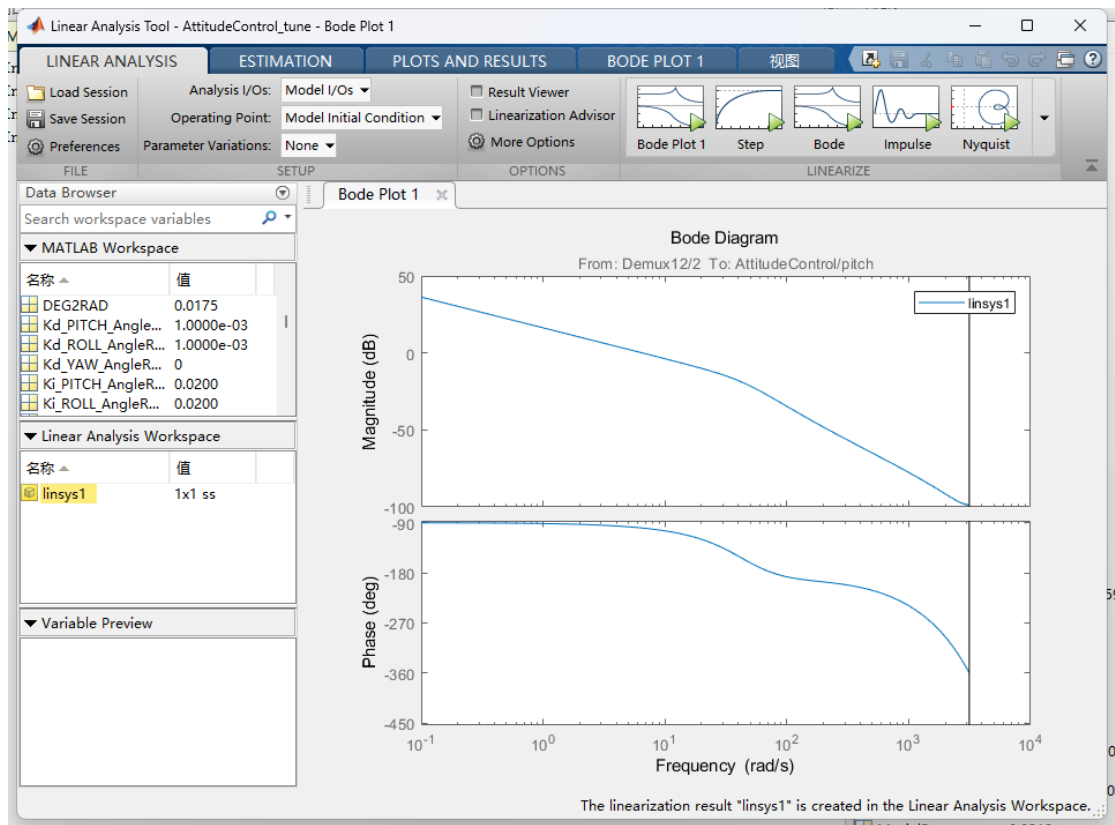 Linear Analysis Tool - AttitudeControl_tune - Bode Plot 1
LINEAR ANALYSIS ESTIMATION PLOTS AND RESULTS BODE PLOT 1 视图
Load Session Analysis I/Os: Model I/Os Result Viewer
Save Session Operating Point: Model Initial Condition Linearization Advisor
Preferences Parameter Variations: None More Options Bode Plot 1 Step Bode Impulse Nyquist
FILE SETUP OPTIONS LINEARIZE
Data Browser
Bode Plot 1
Search workspace variables
MATLAB Workspace
名称 值
DEG2RAD 0.0175
Kd_PITCH_Angle... 1.0000e-03
Kd_ROLL_AngleR... 1.0000e-03
Kd_YAW_AngleR... 0
Ki_PITCH_AngleR... 0.0200
Ki_ROLL_AngleR... 0.0200
Linear Analysis Workspace
名称 值
linsys1 1x1 ss
Variable Preview
Bode Diagram
From: Demux12/2 To: AttitudeControl/pitch
linsys1
Magnitude (dB)
50
0
-50
-100
Phase (deg)
-90
-180
-270
-360
-450
10-1 100 101 102 103 104
Frequency (rad/s)
The linearization result "linsys1" is created in the Linear Analysis Workspace.